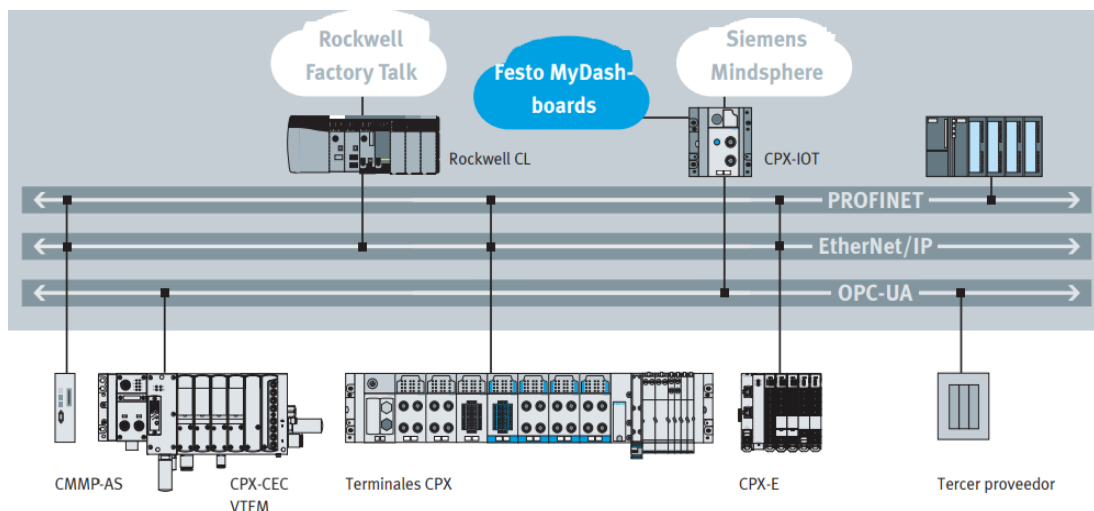 Rockwell
Factory Talk
Festo MyDash-
boards
Siemens
Mindsphere
Rockwell CL
CPX-IOT
PROFINET
EtherNet/IP
OPC-UA
CMMP-AS
CPX-CEC
VTEM
Terminales CPX
CPX-E
Tercer proveedor